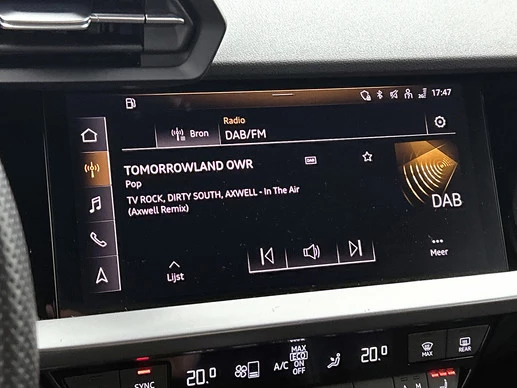 17:47
Radio
Bron DAB/FM
TOMORROWLAND OWR
DAB
Pop
TV ROCK, DIRTY SOUTH, AXWELL - In The Air
(Axwell Remix)
DAB
Lijst
Meer
SYNC
20.0
A/C
MAX
ECO
ON
OFF
20.0
MAX
REAR
A
M